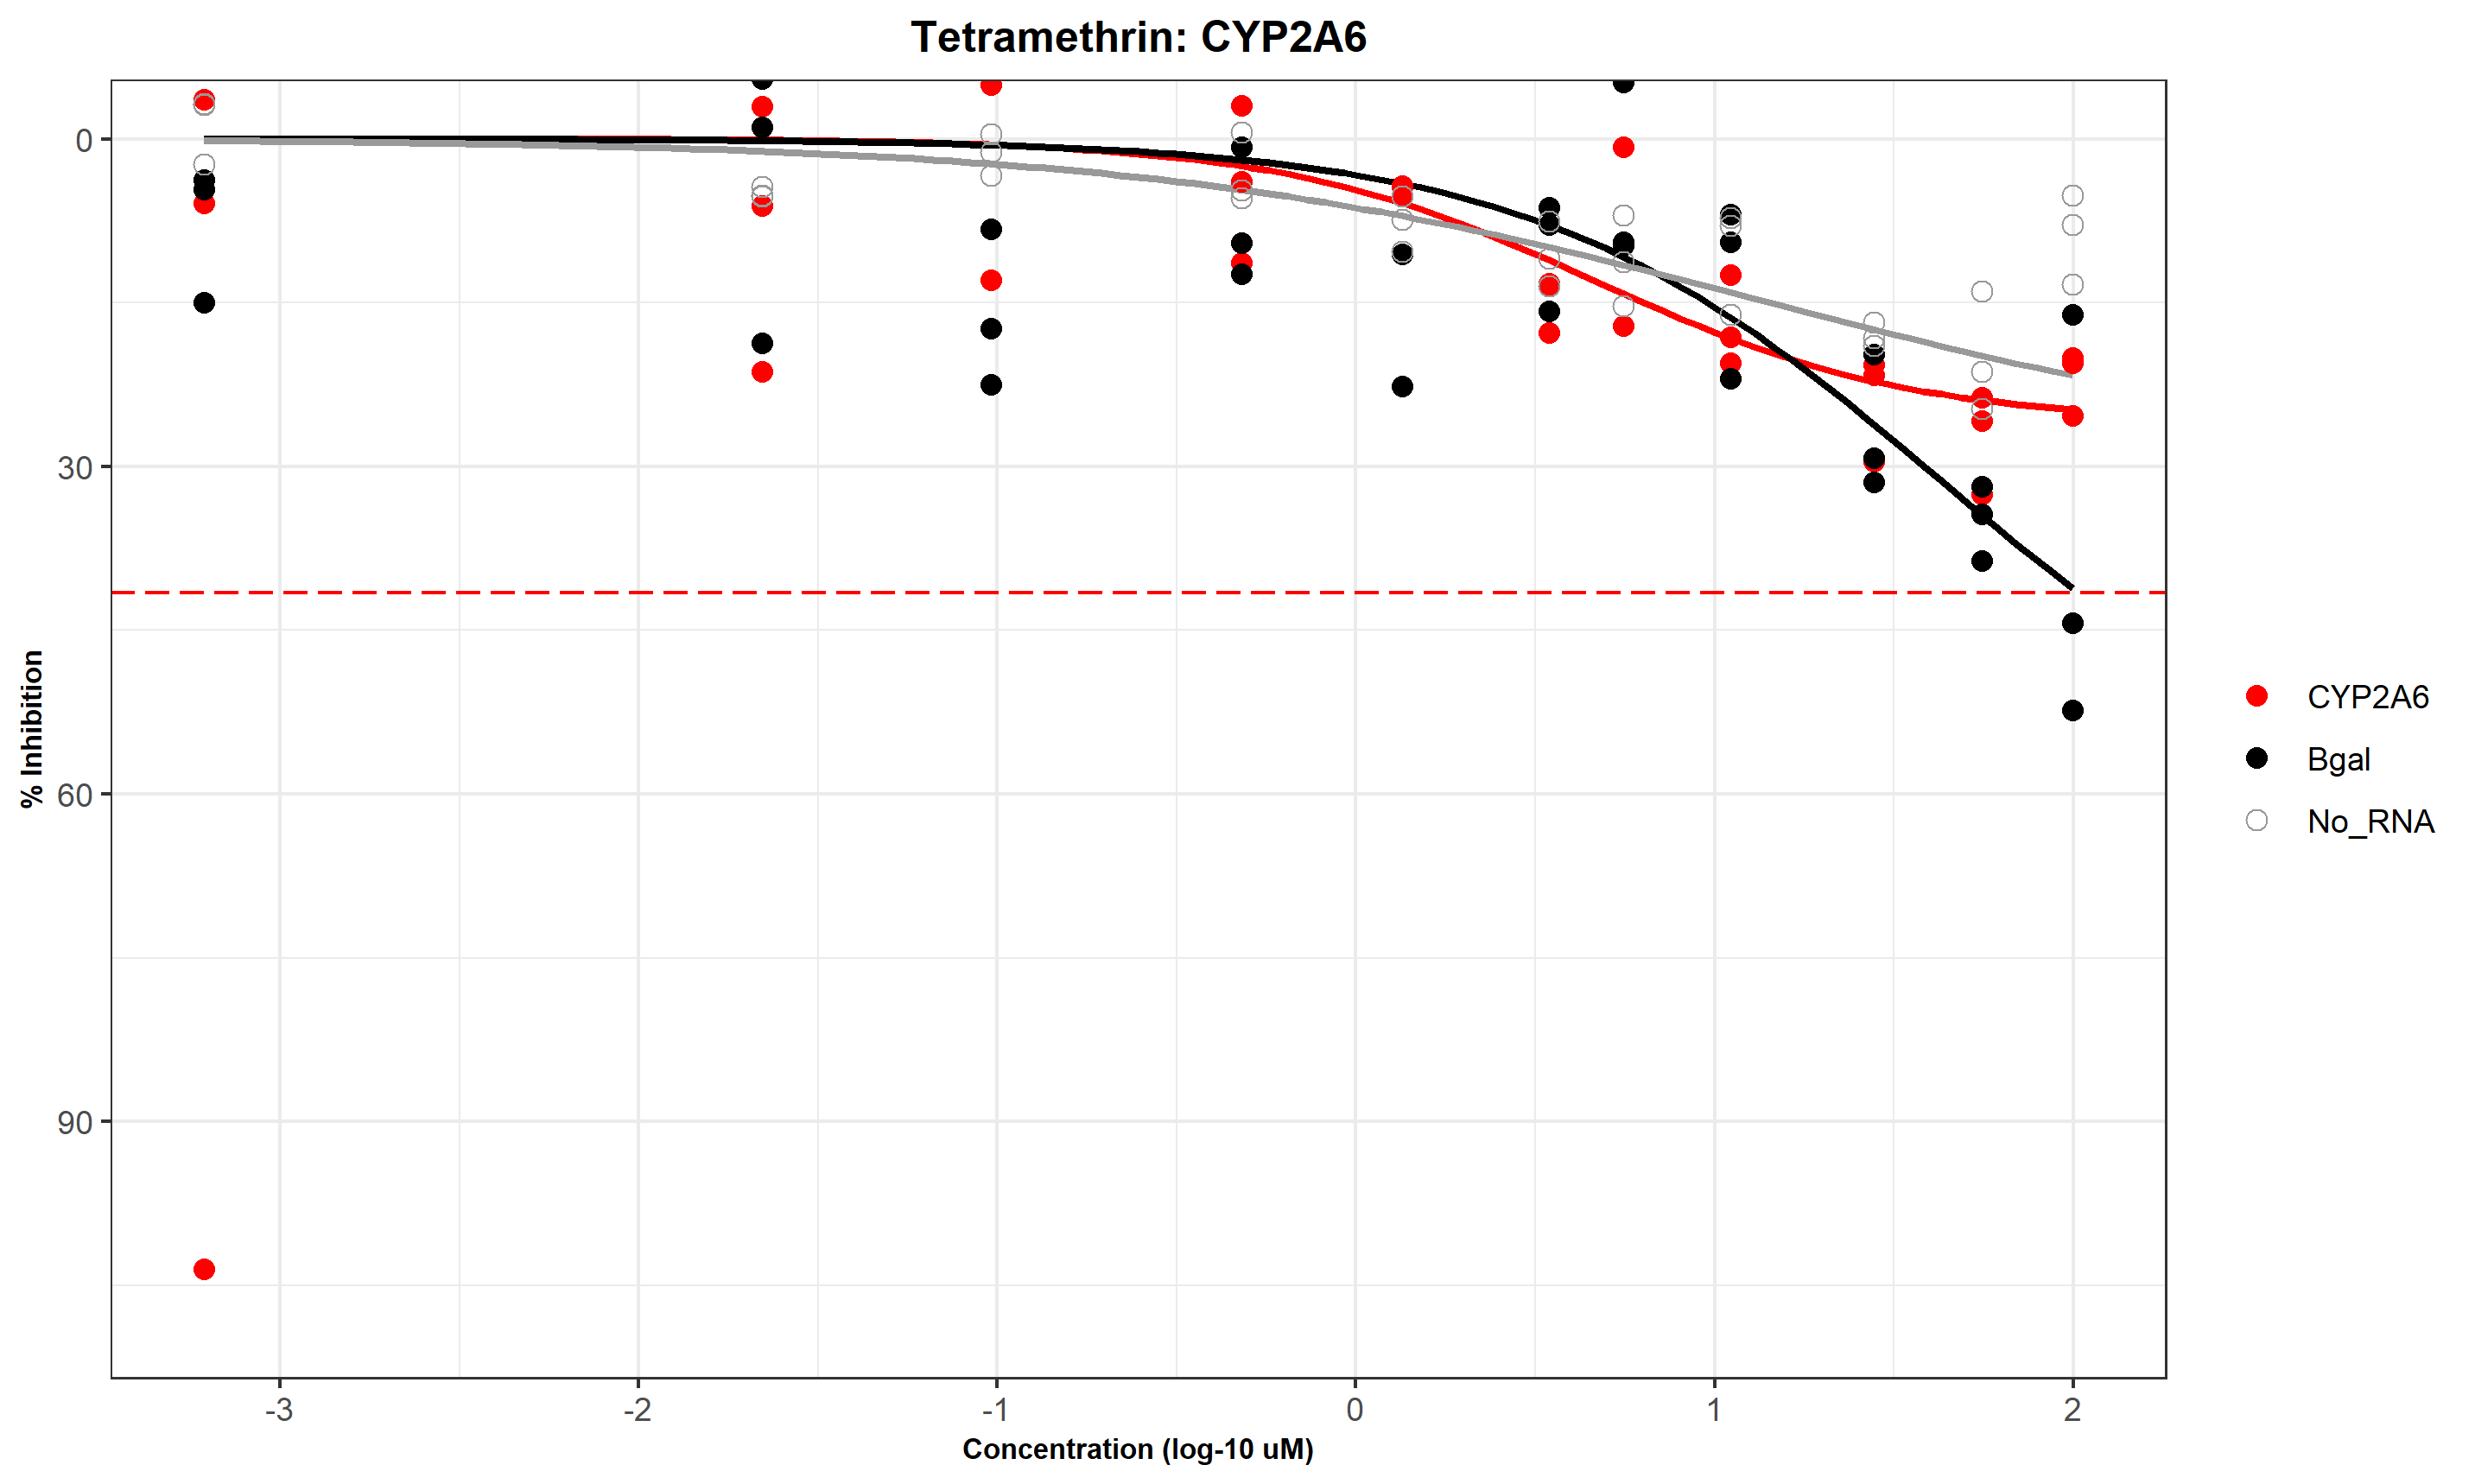 Tetramethrin: CYP2A6
% Inhibition
0
30
60
90
-3
-2
-1
0
1
2
Concentration (log-10 uM)
CYP2A6
Bgal
No_RNA